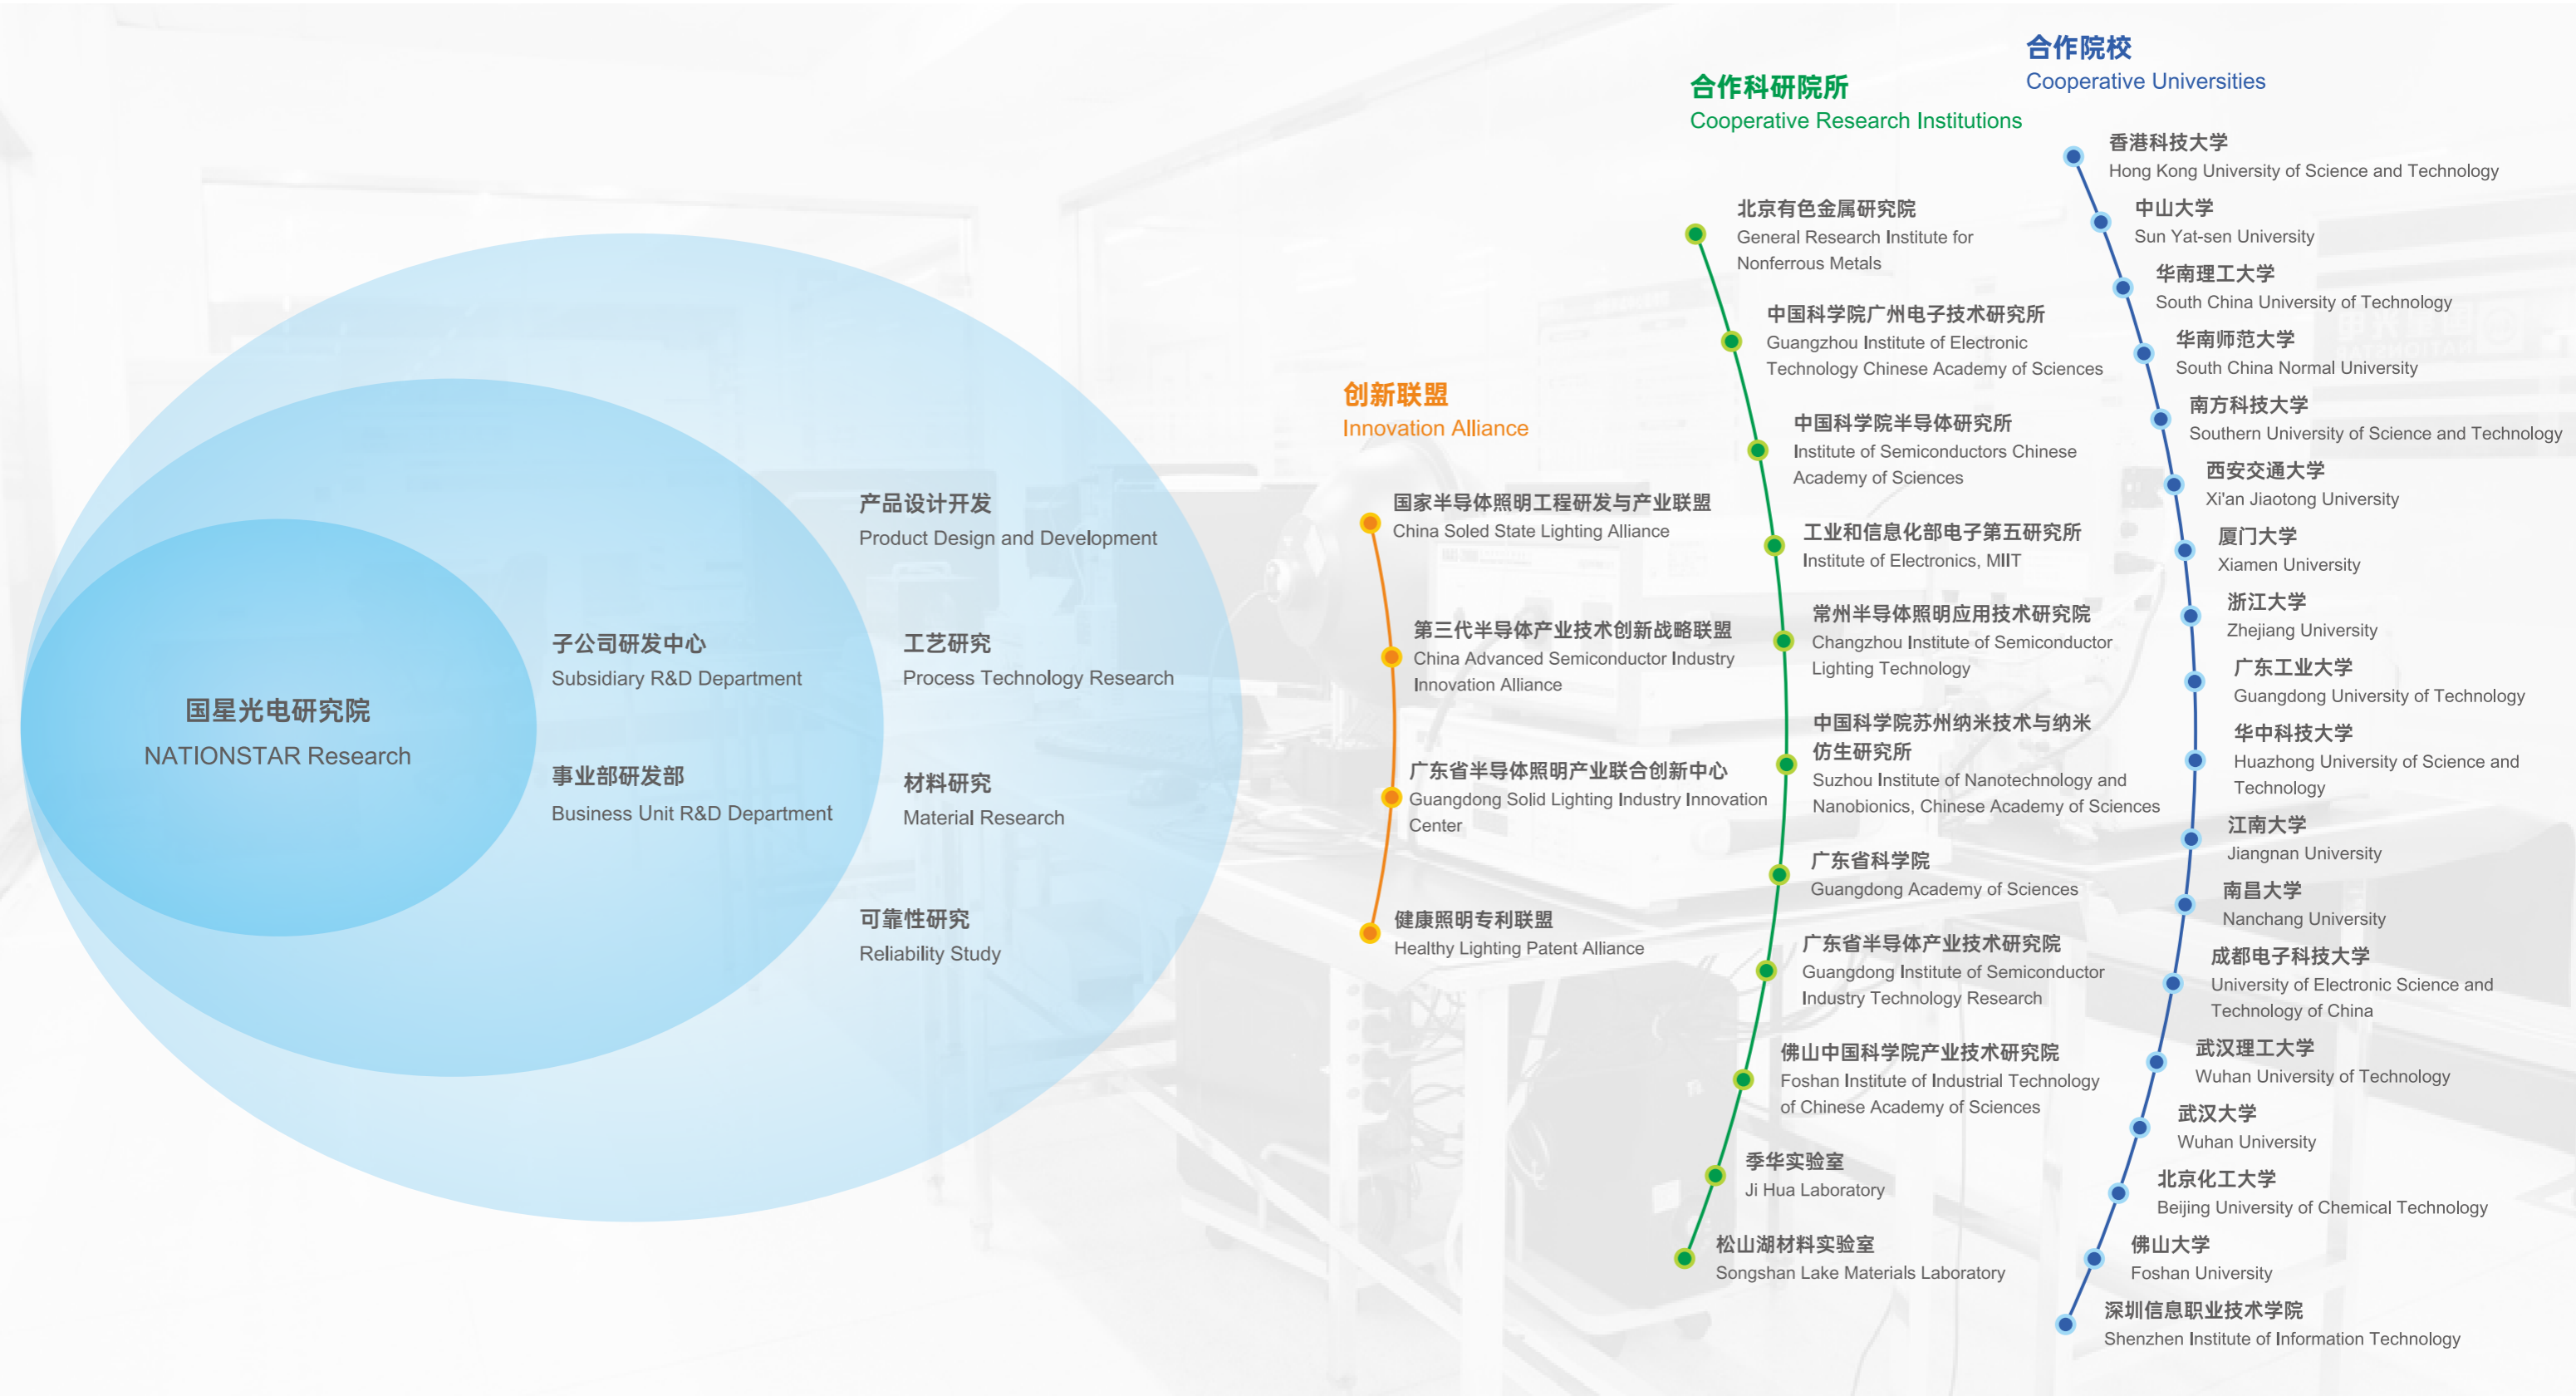 国星光电研究院
NATIONSTAR Research
子公司研发中心
Subsidiary R&D Department
事业部研发部
Business Unit R&D Department
产品设计开发
Product Design and Development
工艺研究
Process Technology Research
材料研究
Material Research
可靠性研究
Reliability Study
创新联盟
Innovation Alliance
国家半导体照明工程研发与产业联盟
China Soled State Lighting Alliance
第三代半导体产业技术创新战略联盟
China Advanced Semiconductor Industry
Innovation Alliance
广东省半导体照明产业联合创新中心
Guangdong Solid Lighting Industry Innovation
Center
健康照明专利联盟
Healthy Lighting Patent Alliance
合作科研院所
Cooperative Research Institutions
北京有色金属研究院
General Research Institute for
Nonferrous Metals
中国科学院广州电子技术研究所
Guangzhou Institute of Electronic
Technology Chinese Academy of Sciences
中国科学院半导体研究所
Institute of Semiconductors Chinese
Academy of Sciences
工业和信息化部电子第五研究所
Institute of Electronics, MIIT
常州半导体照明应用技术研究院
Changzhou Institute of Semiconductor
Lighting Technology
中国科学院苏州纳米技术与纳米
仿生研究所
Suzhou Institute of Nanotechnology and
Nanobionics, Chinese Academy of Sciences
广东省科学院
Guangdong Academy of Sciences
广东省半导体产业技术研究院
Guangdong Institute of Semiconductor
Industry Technology Research
佛山中国科学院产业技术研究院
Foshan Institute of Industrial Technology
of Chinese Academy of Sciences
季华实验室
Ji Hua Laboratory
松山湖材料实验室
Songshan Lake Materials Laboratory
合作院校
Cooperative Universities
香港科技大学
Hong Kong University of Science and Technology
中山大学
Sun Yat-sen University
华南理工大学
South China University of Technology
华南师范大学
South China Normal University
南方科技大学
Southern University of Science and Technology
西安交通大学
Xi'an Jiaotong University
厦门大学
Xiamen University
浙江大学
Zhejiang University
广东工业大学
Guangdong University of Technology
华中科技大学
Huazhong University of Science and
Technology
江南大学
Jiangnan University
南昌大学
Nanchang University
成都电子科技大学
University of Electronic Science and
Technology of China
武汉理工大学
Wuhan University of Technology
武汉大学
Wuhan University
北京化工大学
Beijing University of Chemical Technology
佛山大学
Foshan University
深圳信息职业技术学院
Shenzhen Institute of Information Technology